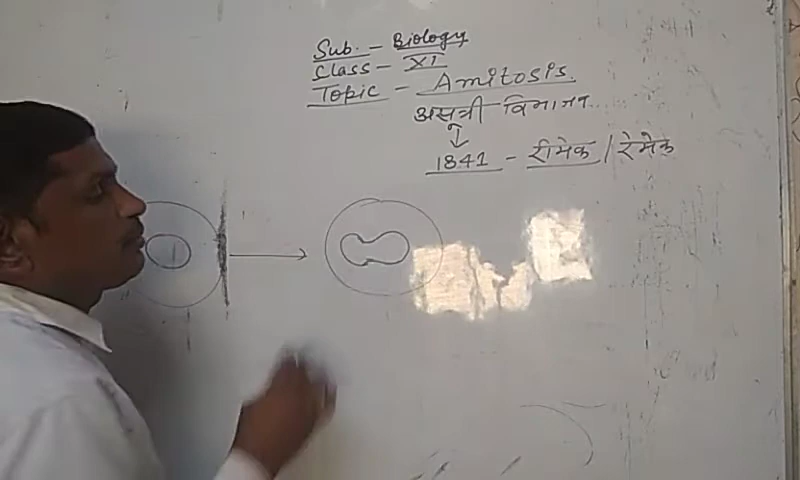 Sub. - Biology
Class - XI
Topic - Amitosis.
असूत्री विभाजन
↓
1841 - रीमेक / रेमेक